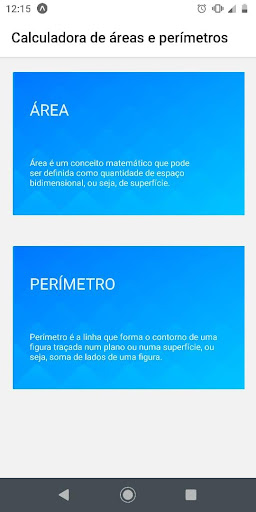 12:15
Calculadora de áreas e perímetros
ÁREA
Área é um conceito matemático que pode
ser definida como quantidade de espaço
bidimensional, ou seja, de superfície.
PERÍMETRO
Perímetro é a linha que forma o contorno de uma
figura traçada num plano ou numa superfície, ou
seja, soma de lados de uma figura.